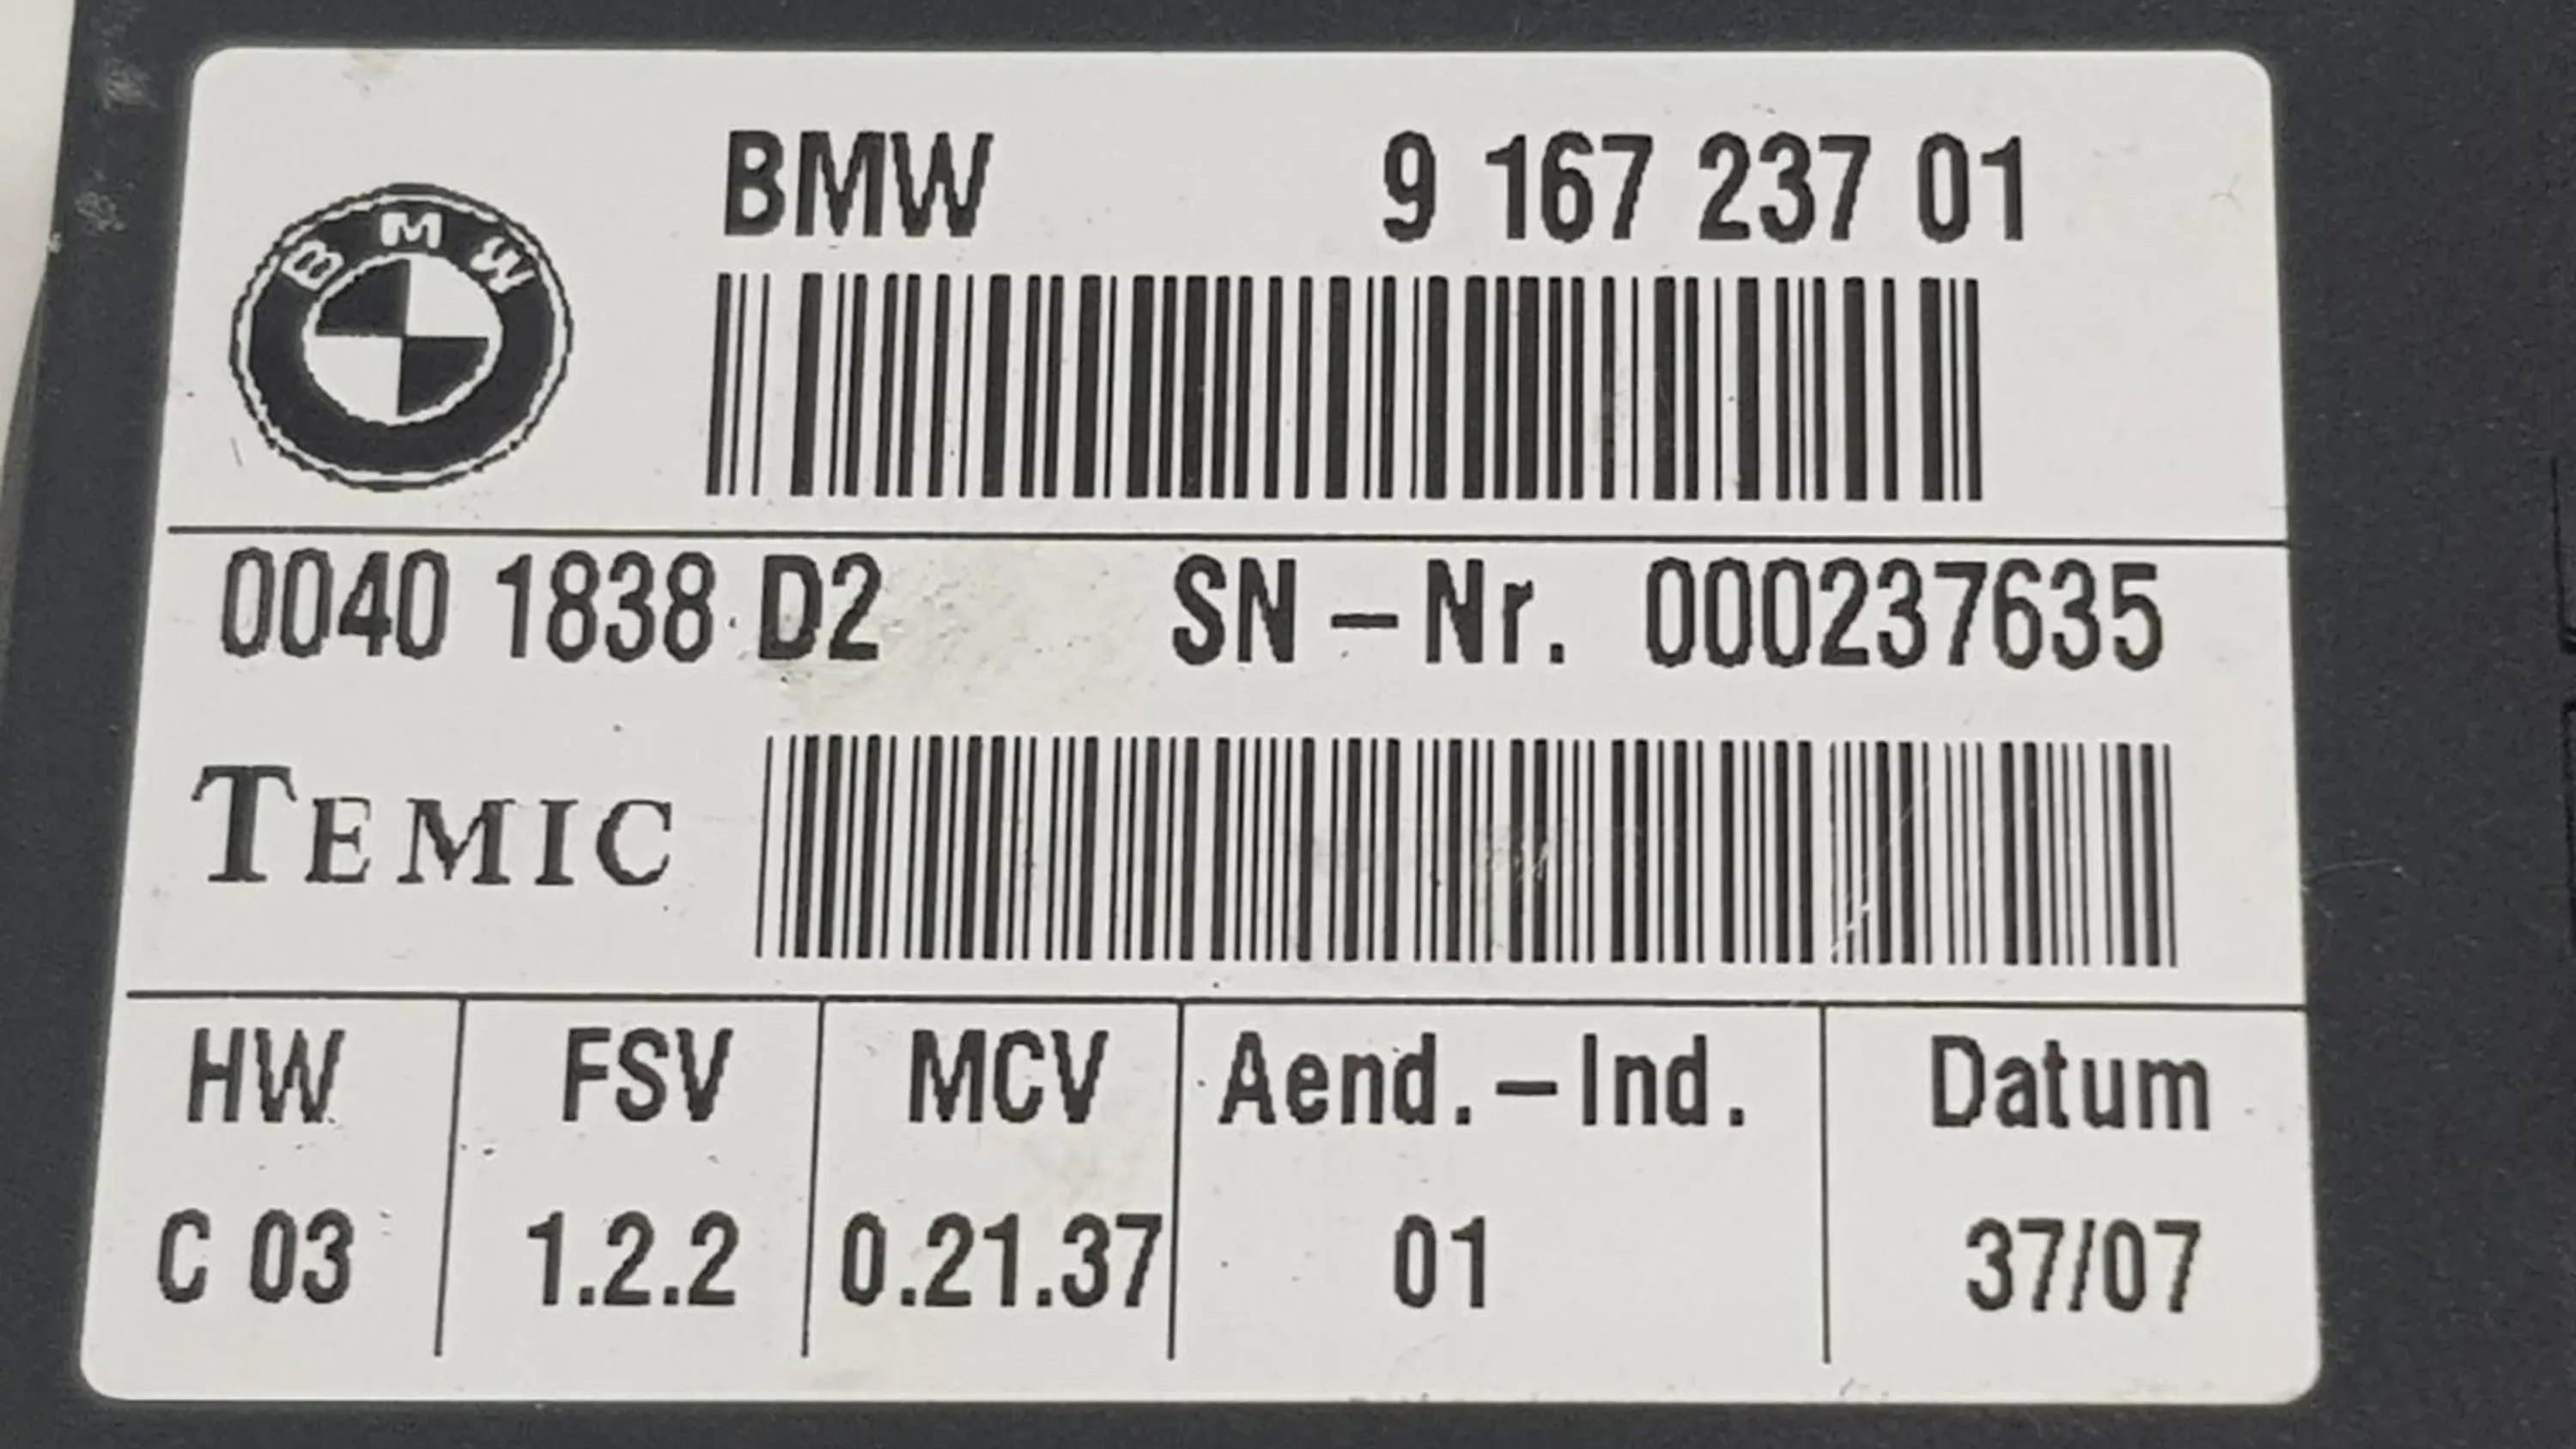 BMW 9 167 237 01
BMW
0040 1838 D2 SN-Nr. 000237635
TEMIC
HW FSV MCV Aend.-Ind. Datum
C 03 1.2.2 0.21.37 01 37/07